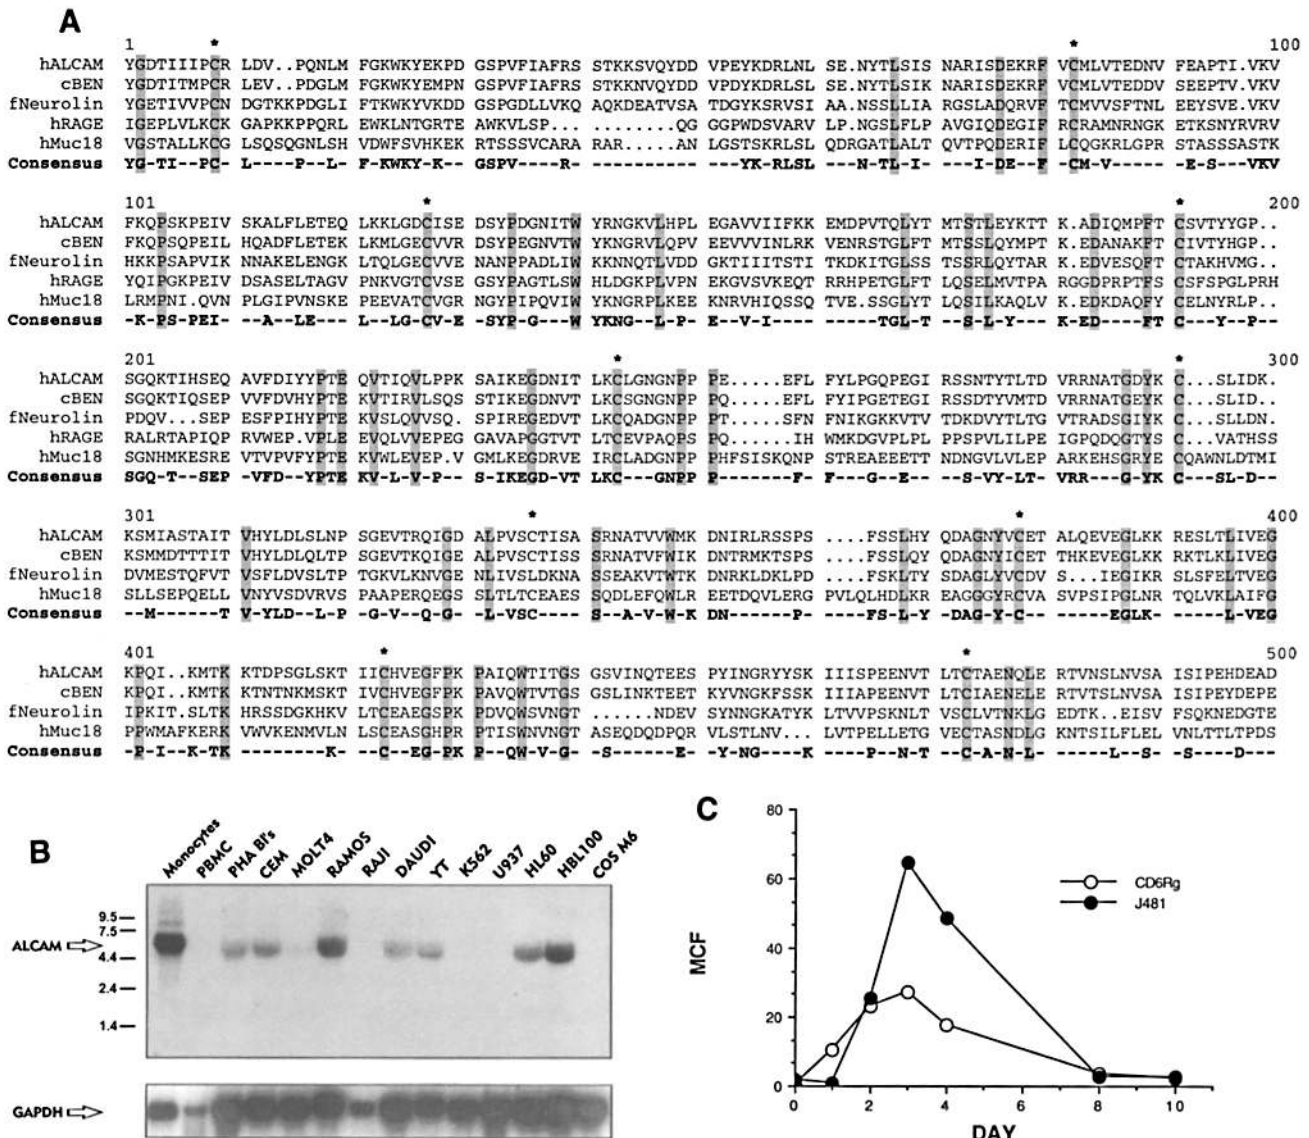 A
1 * * 100
hALCAM YGDTIIIPCR LDV..PQNLM FGKWKYEKPD GSPVFIAFRS STKKSVQYDD VPEYKDRLNL SE.NYTLSIS NARISDEKRF VCMLVTEDNV FEAPTI.VKV
cBEN YGDTITMPCR LEV..PDGLM FGKWKYEMPN GSPVFIAFRS STKKNVQYDD VPDYKDRLSL SE.NYTLSIK NARISDEKRF VCMLVTEDDV SEEPTV.VKV
fNeurolin YGETIVVPCN DGTKKPDGLI FTKWKYVKDD GSPGDLLVKQ AQKDEATVSA TDGYKSRVSI AA.NSSLLIA RGSLADQRVF TCMVVSFTNL EEYSVE.VKV
hRAGE IGEPLVLKCK GAPKKPPQRL EWKLNTGRTE AWKVLSP... .........Q GGGPWDSVARV LP.NGSLFLP AVGIQDEGIF RCRAMNRNGK ETKSNYRVRV
hMuc18 VGSTALLKCG LSQSQGNLSH VDWFSVHKEK RTSSSVCARA RAR.....AN LGSTSKRLSL QDRGATLALT QVTPQDERIF LCQGKRLGPR STASSSASTK
Consensus YG-TI--PC- L----P--L- F-KWKY-K-- GSPV----R- ---------- ----YK-RLSL ---N-TL-I- ----I-DE--F -CM-V----- --E-S---VKV
101 * * 200
hALCAM FKQPSKPEIV SKALFLETEQ LKKLGDCISE DSYPDGNITW YRNGKVLHPL EGAVVIIFKK EMDPVTQLYT MTSTLEYKTT K.ADIQMPFT CSVTYYGP..
cBEN FKQPSQPEIL HQADFLETEK LKMLGECVVR DSYPEGNVTW YKNGRVLQPV EEVVVINLRK VENRSTGLFT MTSSLQYMPT K.EDANAKFT CIVTYHGP..
fNeurolin HKKPSAPVIK NNAKELENGK LTQLGECVVE NANPPADLIW KKNNQTLVDD GKTIIITSTI TKDKITGLSS TSSRLQYTAR K.EDVESQFT CTAKHVMG..
hRAGE YQIPGKPEIV DSASELTAGV PNKVGTCVSE GSYPAGTLSW HLDGKPLVPN EKGVSVKEQT RRHPETGLFT LQSELMVTPA RGGDPRPTFS CSFSPGLPRH
hMuc18 LRMPNI.QVN PLGIPVNSKE PEEVATCVGR NGYPIPQVIW YKNGRPLKEE KNRVHIQSSQ TVE.SSGLYT LQSILKAQLV K.EDKDAQFY CELNYRLP..
Consensus -K-PS-PEI- --A--LE--- L--LG-CV-E -SYP-G---W YKNG--L-P- E--V-I---- ------TGL-T --S-L-Y--- K-ED----FT C---Y-P--
201 * * 300
hALCAM SGQKTIHSEQ AVFDIYYPTE QVTIQVLPPK SAIKEGDNIT LKCLGNGNPP PE.....EFL FYLPGQPEGI RSSNTYTLTD VRRNATGDYK C...SLIDK.
cBEN SGQKTIQSEP VVFDVHYPTE KVTIRVLSQS STIKEGDNVT LKCSGNGNPP PQ.....EFL FYIPGETEGI RSSDTYVMTD VRRNATGEYK C...SLID..
fNeurolin PDQV...SEP ESFPIHYPTE KVSLQVVSQ. SPIREGEDVT LKCQADGNPP PT.....SFN FNIKGKKVTV TDKDVYTLTG VTRADSGIYK C...SLLDN.
hRAGE RALRTAPIQP RVWEP.VPLE EVQLVVEPEG GAVAPGGTVT LTCEVPAQPS PQ.....IH WMKDGVPLPL PPSPVLILPE IGPQDQGTYS C..VATHSS
hMuc18 SGNHMKESRE VTVPVFYPTE KVWLEVEP.V GMLKEGDRVE IRCLADGNPP PHFSISKQNP STREAEEETT NDNGVLVLEP ARKEHSGRYE CQAWNLDTMI
Consensus SGQ-T--SEP -VFD--YPTE KV-L-V--P-- S-IKEGD-VT LKC---GNPP P------F- F---G--E--- S-VY-LT- VRR---G-YK C---SL-D--
301 * * 400
hALCAM KSMIASTAIT VHYLDLSLNP SGEVTRQIGD ALPVSCTISA SRNATVVWMK DNIRLRSSPS ....FSSLHY QDAGNYVCET ALQEVEGLKK RESLTLIVEG
cBEN KSMMDTTTIT VHYLDLQLTP SGEVTKQIGE ALPVSCTISS SRNATVFWIK DNTRMKTSPS ....FSSLQY SDAGNYICET THKEVEGLKK RKTLKLIVEG
fNeurolin DVMESTQFVT VSFLDVSLTP TGKVLKNVGE NLIVSLDKNA SSEAKVTWTK DNRKLDKLPD ....FSKLTY SDAGLYVCDV S...IEGIKR SLSFELTVEG
hMuc18 SLLSEPQELL VNYVSDVRVS PAAPERQEGS SLTLTCEAES SQDLEFQWLR EETDQVLERG PVLQLHDLKR EAGGGYRCVA SVPSIPGLNR TQLVKLAIFG
Consensus --M------T V-YLD--L-P -G-V--Q-G- -L-VSC---- S--A-V-W-K DN-----P-- ----FS-L-Y -DAG-Y-C-- -----EGLK- ----L--VEG
401 * * 500
hALCAM KPQI..KMTK KTDPSGLSKT IICHVEGFPK PAIQWTITGS GSVINQTEES PYINGRYYSK IIISPEENVT LTCTAENQLE RTVNSLNVSA ISIPEHDEAD
cBEN KPQI..KMTK KTNTNKMSKT IVCHVEGFPK PAVQWTVTGS GSLINKTEET KYVNGKFSSK IIIAPEENVT LTCIAENELE RTVTSLNVSA ISIPEYDEPE
fNeurolin IPKIT.SLTK HRSSDGKHKV LTCEAEGSPK PDVQWSVNGT ......NDEV SYNNGKATYK LTVVPSKNLT VSCLVTNKLG EDTK..EISV FSQKNEDGTE
hMuc18 PPWMAFKERK VWVKENMVLN LSCEASGHPR PTISWNVNGT ASEQDQDPQR VLSTLNV... LVTPELLETG VECTASNDLG KNTSILFLEL VNLTTLTPDS
Consensus -P-I--K-TK -------K-- --C-EGPKP- P--QW-V-G- -S-----E-- -Y-NG--K-- ----P--NT- --C-A-NL-- ----L--S-- -S---D---
B
Monocytes PBMC PHA Bl's CEM MOLT4 RAMOS RAJI DAUDI YT K562 U937 HL60 HBL100 COS M6
9.5
7.5
ALCAM
4.4
2.4
1.4
GAPDH
C
80
60
40
20
0
MCF
CD6Rg
J481
0 2 4 6 8 10
DAY